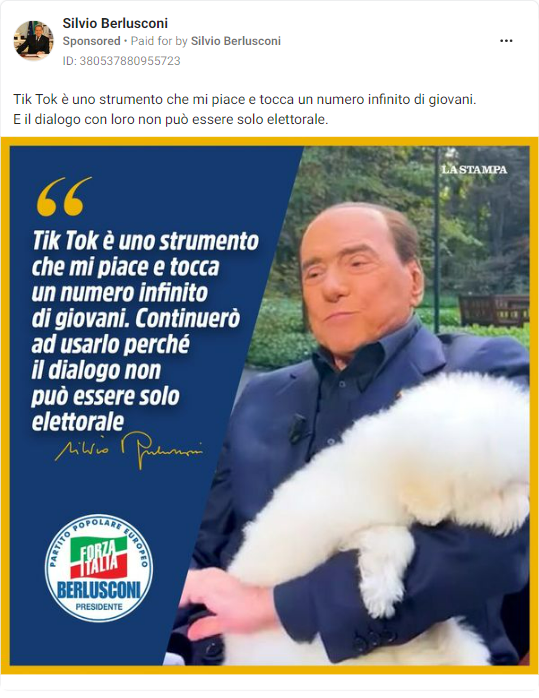 Silvio Berlusconi
Sponsored • Paid for by Silvio Berlusconi
ID: 380537880955723
Tik Tok è uno strumento che mi piace e tocca un numero infinito di giovani.
E il dialogo con loro non può essere solo elettorale.
LA STAMPA
“
Tik Tok è uno strumento
che mi piace e tocca
un numero infinito
di giovani. Continuerò
ad usarlo perché
il dialogo non
può essere solo
elettorale
Silvio Berlusconi
PARTITO POPOLARE EUROPEO
FORZA
ITALIA
BERLUSCONI
PRESIDENTE